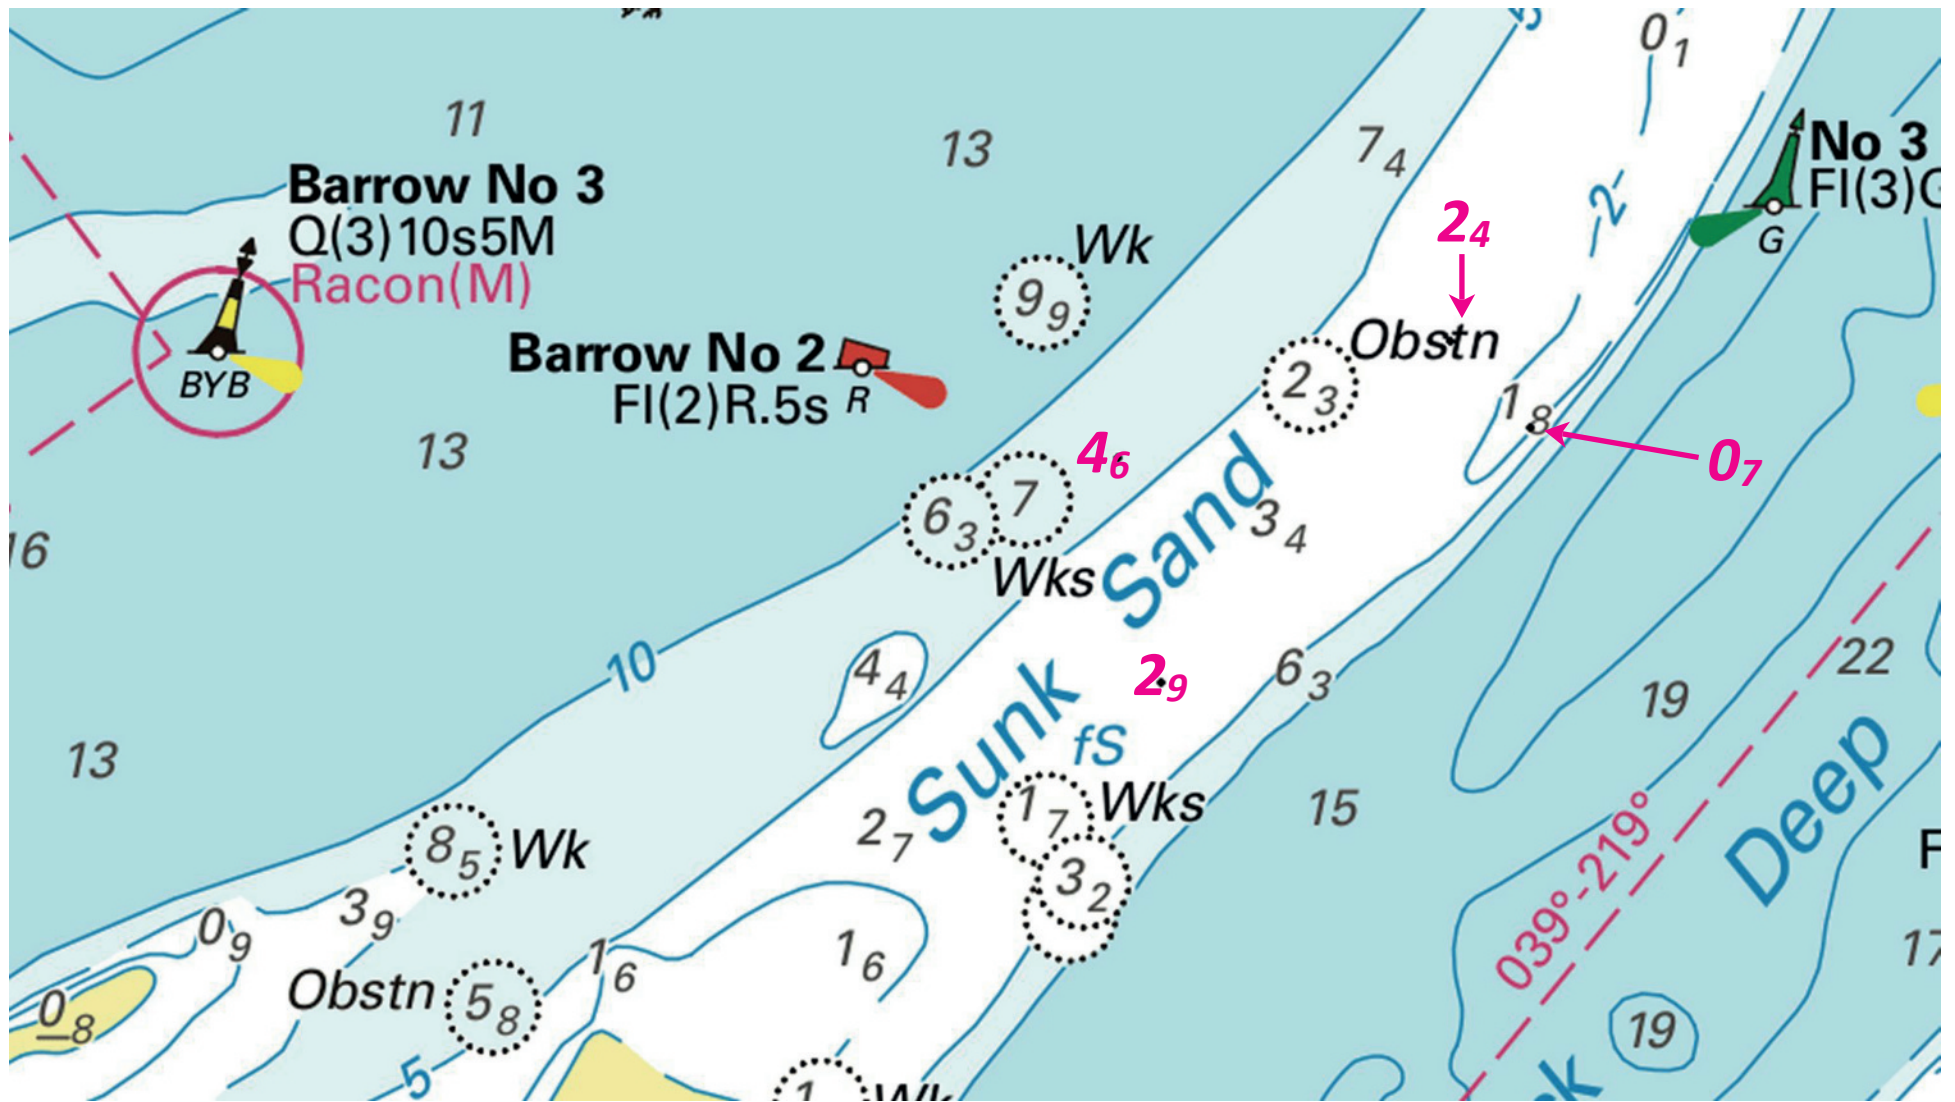 0₁
11
13
7₄
No 3
Fl(3)G
G
Barrow No 3
Q(3)10s5M
Racon(M)
BYB
Wk
9₉
2₄
2
Barrow No 2
Fl(2)R.5s
R
Obstn
2₃
1₈
0₇
13
4₆
6₃
7
Wks
16
Sunk Sand
3₄
10
4₄
2₉
6₃
22
19
13
fS
1₇
Wks
15
Deep
2₇
3₂
8₅
Wk
039°-219°
0₉
3₉
1₆
1₆
17
Obstn
5₈
0₈
19
5
1
Wk